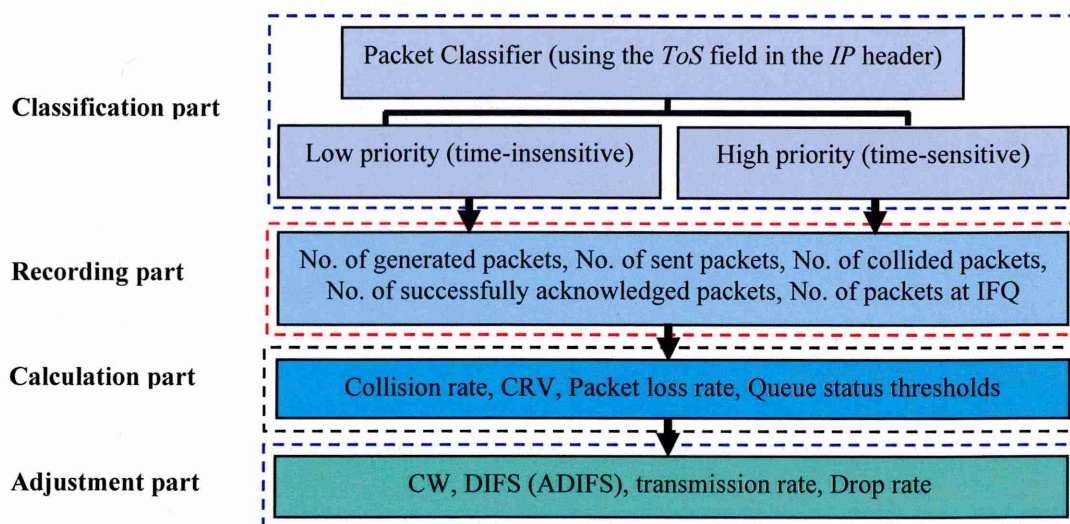 Packet Classifier (using the ToS field in the IP header)
Classification part
Low priority (time-insensitive)
High priority (time-sensitive)
Recording part
No. of generated packets, No. of sent packets, No. of collided packets,
No. of successfully acknowledged packets, No. of packets at IFQ
Calculation part
Collision rate, CRV, Packet loss rate, Queue status thresholds
Adjustment part
CW, DIFS (ADIFS), transmission rate, Drop rate